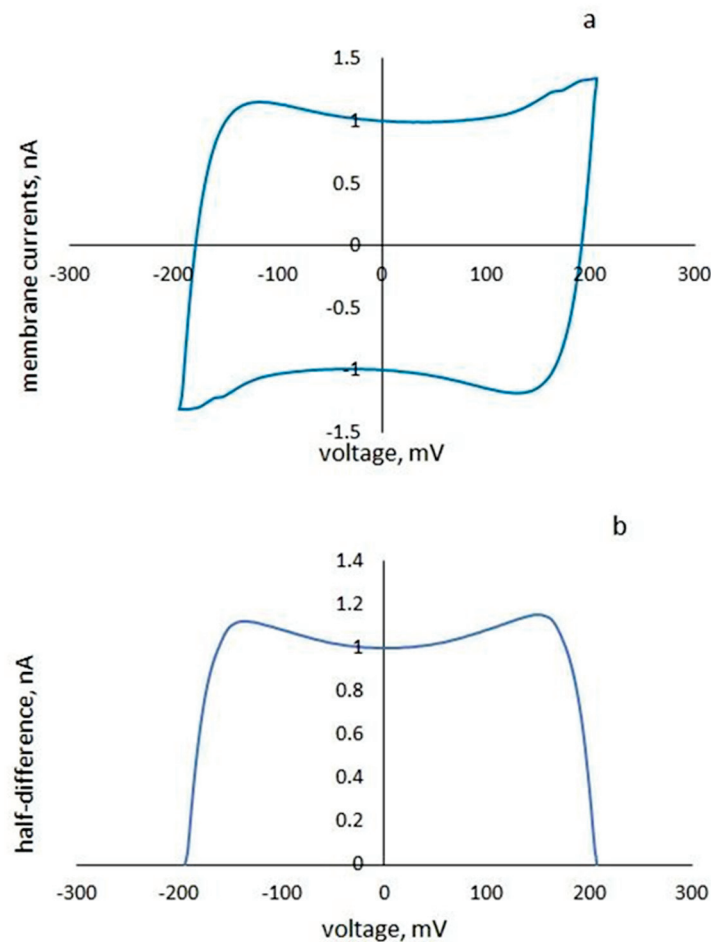 a
1.5
1
0.5
0
-300 -200 -100 0 100 200 300
-0.5
-1
-1.5
membrane currents, nA
voltage, mV
b
1.4
1.2
1
0.8
0.6
0.4
0.2
0
-300 -200 -100 0 100 200 300
half-difference, nA
voltage, mV